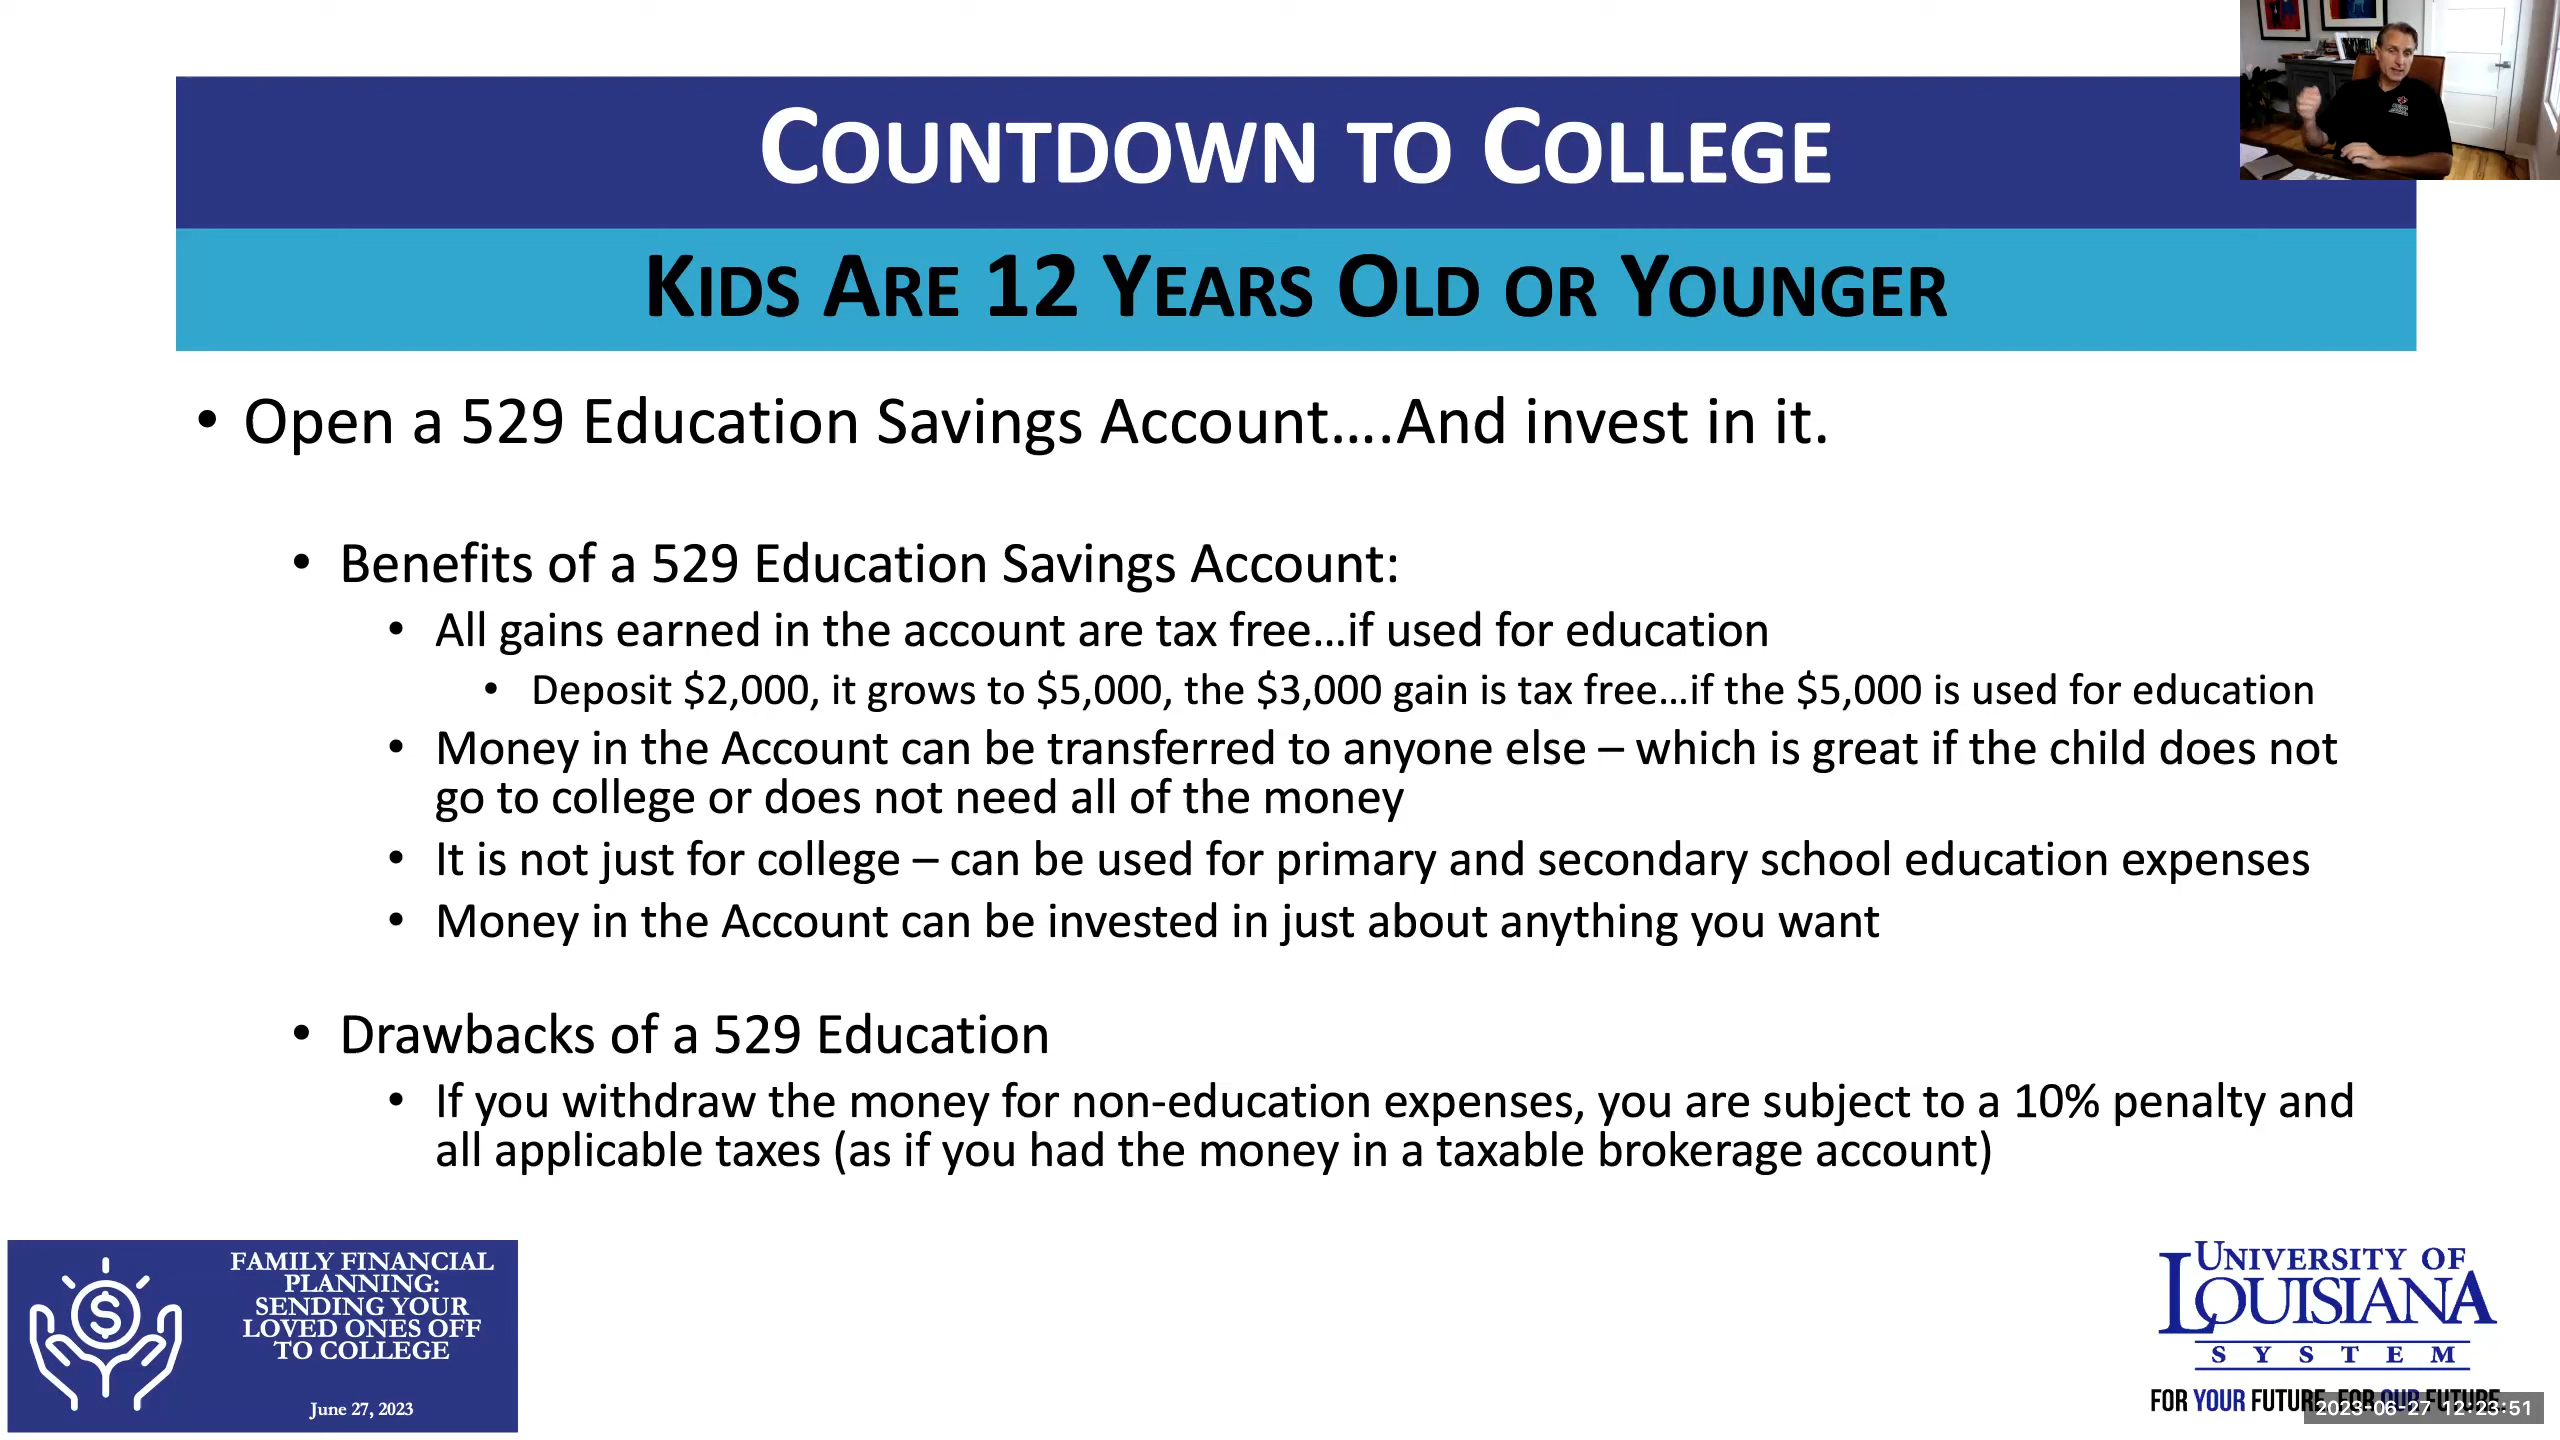 COUNTDOWN TO COLLEGE
KIDS ARE 12 YEARS OLD OR YOUNGER
• Open a 529 Education Savings Account….And invest in it.
• Benefits of a 529 Education Savings Account:
• All gains earned in the account are tax free…if used for education
• Deposit $2,000, it grows to $5,000, the $3,000 gain is tax free…if the $5,000 is used for education
• Money in the Account can be transferred to anyone else – which is great if the child does not
go to college or does not need all of the money
• It is not just for college – can be used for primary and secondary school education expenses
• Money in the Account can be invested in just about anything you want
• Drawbacks of a 529 Education
• If you withdraw the money for non-education expenses, you are subject to a 10% penalty and
all applicable taxes (as if you had the money in a taxable brokerage account)
FAMILY FINANCIAL
PLANNING:
SENDING YOUR
LOVED ONES OFF
TO COLLEGE
June 27, 2023
UNIVERSITY OF
LOUISIANA
SYSTEM
FOR YOUR FUTURE. FOR OUR FUTURE.
2023-06-27 12:23:51